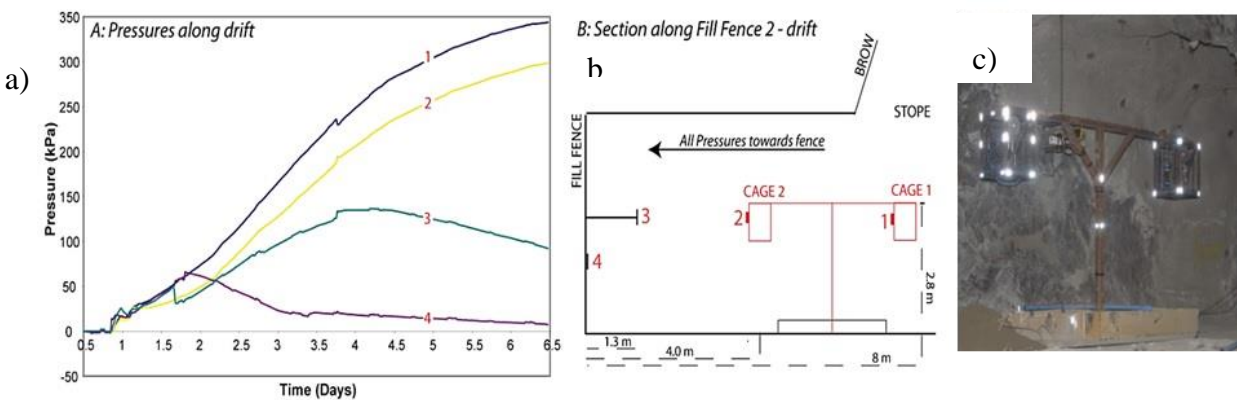 a)
A: Pressures along drift
Pressure (kPa)
350
300
250
200
150
100
50
0
-50
1
2
3
4
0.5 1 1.5 2 2.5 3 3.5 4 4.5 5 5.5 6 6.5
Time (Days)
B: Section along Fill Fence 2 - drift
b
BROW
STOPE
FILL FENCE
All Pressures towards fence
CAGE 2
CAGE 1
3
2
1
4
2.8 m
1.3 m
4.0 m
8 m
c)